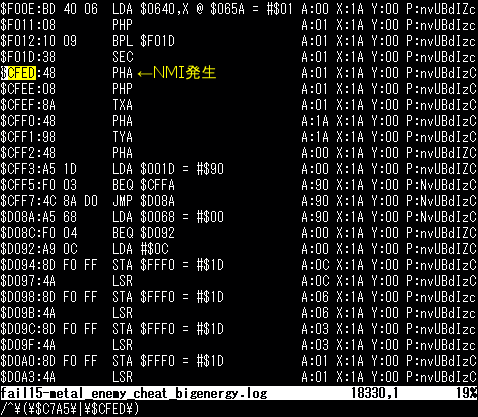 $F00E:BD 40 06 LDA $0640,X @ $065A = #$01 A:00 X:1A Y:00 P:nvUBdIZc
$F011:08 PHP A:01 X:1A Y:00 P:nvUBdIzc
$F012:10 09 BPL $F01D A:01 X:1A Y:00 P:nvUBdIzc
$F01D:38 SEC A:01 X:1A Y:00 P:nvUBdIzc
$CFED:48 PHA ←NMI発生 A:01 X:1A Y:00 P:nvUBdIzC
$CFEE:08 PHP A:01 X:1A Y:00 P:nvUBdIzC
$CFEF:8A TXA A:01 X:1A Y:00 P:nvUBdIzC
$CFF0:48 PHA A:1A X:1A Y:00 P:nvUBdIzC
$CFF1:98 TYA A:1A X:1A Y:00 P:nvUBdIzC
$CFF2:48 PHA A:00 X:1A Y:00 P:nvUBdIZC
$CFF3:A5 1D LDA $001D = #$90 A:00 X:1A Y:00 P:nvUBdIZC
$CFF5:F0 03 BEQ $CFFA A:90 X:1A Y:00 P:NvUBdIzC
$CFF7:4C 8A D0 JMP $D08A A:90 X:1A Y:00 P:NvUBdIzC
$D08A:A5 68 LDA $0068 = #$00 A:90 X:1A Y:00 P:NvUBdIzC
$D08C:F0 04 BEQ $D092 A:00 X:1A Y:00 P:nvUBdIZC
$D092:A9 0C LDA #$0C A:00 X:1A Y:00 P:nvUBdIZC
$D094:8D F0 FF STA $FFF0 = #$1D A:0C X:1A Y:00 P:nvUBdIzC
$D097:4A LSR A:0C X:1A Y:00 P:nvUBdIzC
$D098:8D F0 FF STA $FFF0 = #$1D A:06 X:1A Y:00 P:nvUBdIzc
$D09B:4A LSR A:06 X:1A Y:00 P:nvUBdIzc
$D09C:8D F0 FF STA $FFF0 = #$1D A:03 X:1A Y:00 P:nvUBdIzc
$D09F:4A LSR A:03 X:1A Y:00 P:nvUBdIzc
$D0A0:8D F0 FF STA $FFF0 = #$1D A:01 X:1A Y:00 P:nvUBdIzC
$D0A3:4A LSR A:01 X:1A Y:00 P:nvUBdIzC
fail15-metal_enemy_cheat_bigenergy.log 18330,1 19%
/^¥(¥$C7A5¥|¥$CFED¥)